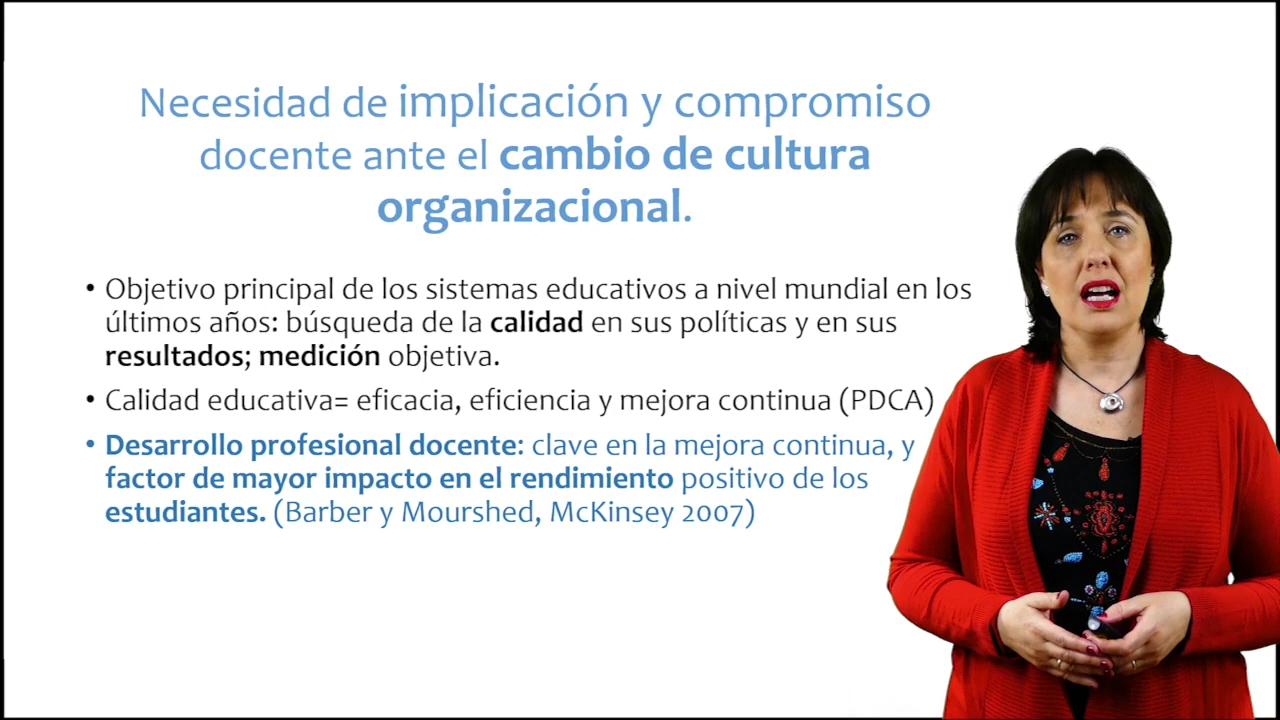 Necesidad de implicación y compromiso
docente ante el cambio de cultura
organizacional.
• Objetivo principal de los sistemas educativos a nivel mundial en los
últimos años: búsqueda de la calidad en sus políticas y en sus
resultados; medición objetiva.
• Calidad educativa= eficacia, eficiencia y mejora continua (PDCA)
• Desarrollo profesional docente: clave en la mejora continua, y
factor de mayor impacto en el rendimiento positivo de los
estudiantes. (Barber y Mourshed, McKinsey 2007)